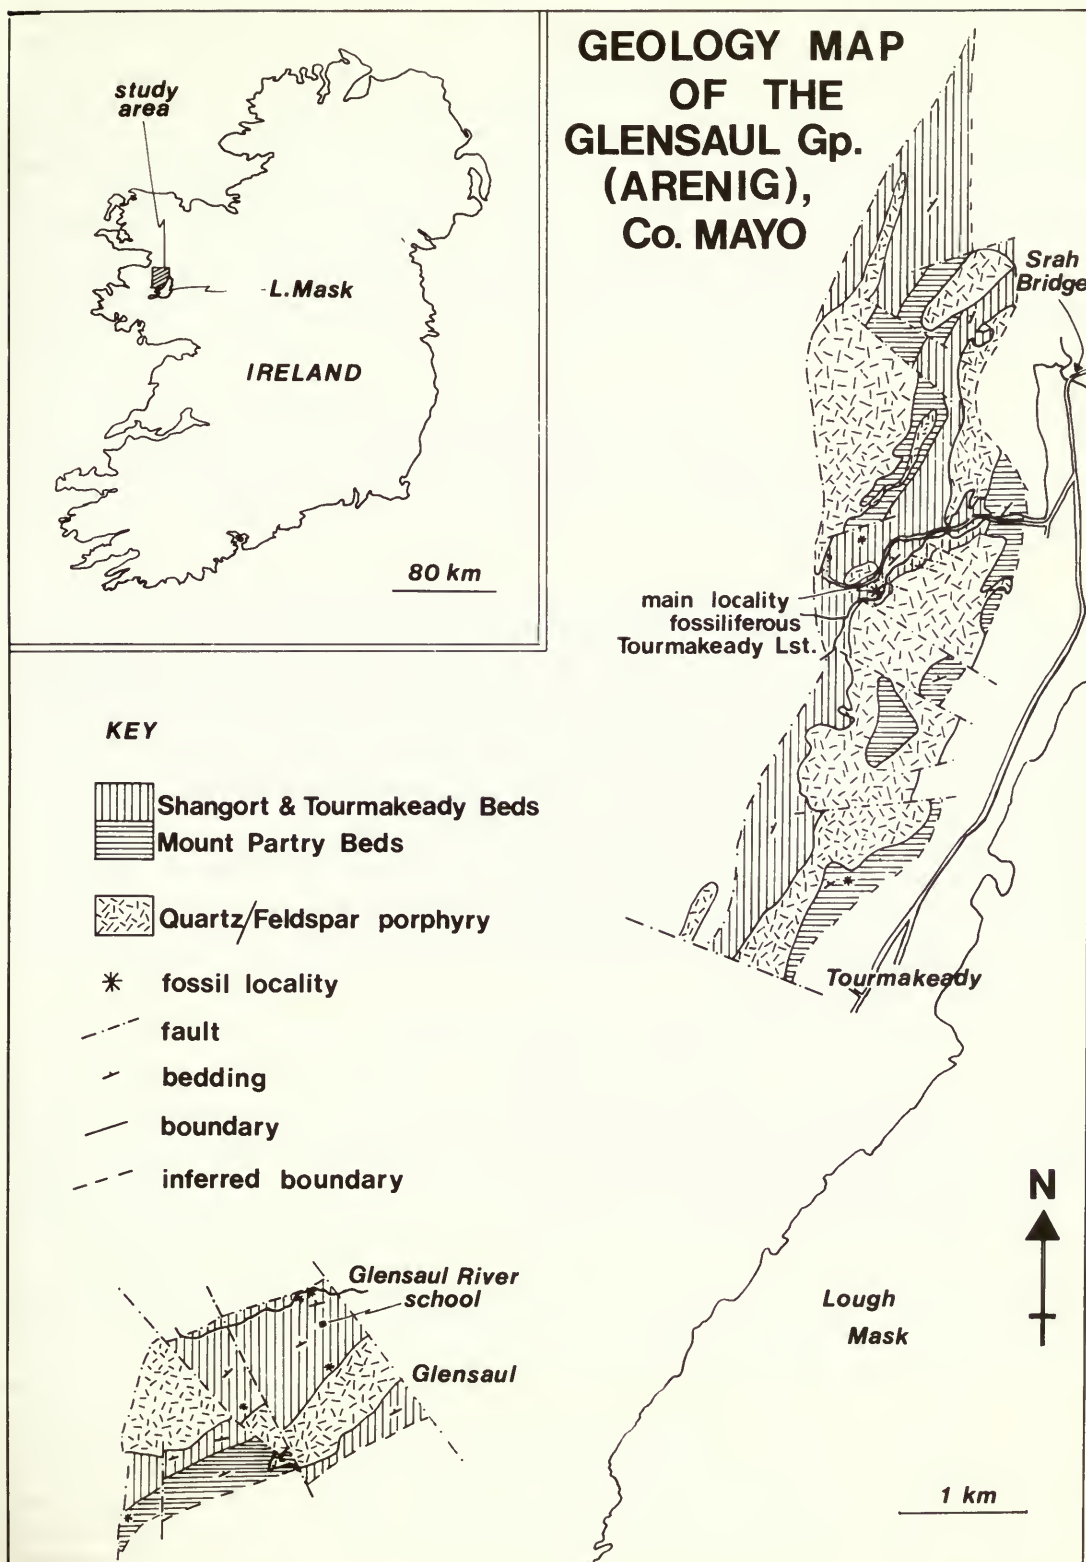 GEOLOGY MAP
OF THE
GLENSAUL Gp.
(ARENIG),
Co. MAYO
study
area
L.Mask
IRELAND
80 km
Srah
Bridge
main locality
fossiliferous
Tourmakeady Lst.
KEY
Shangort & Tourmakeady Beds
Mount Partry Beds
Quartz/Feldspar porphyry
fossil locality
fault
bedding
boundary
inferred boundary
Tourmakeady
N
Glensaul River
school
Glensaul
Lough
Mask
1 km